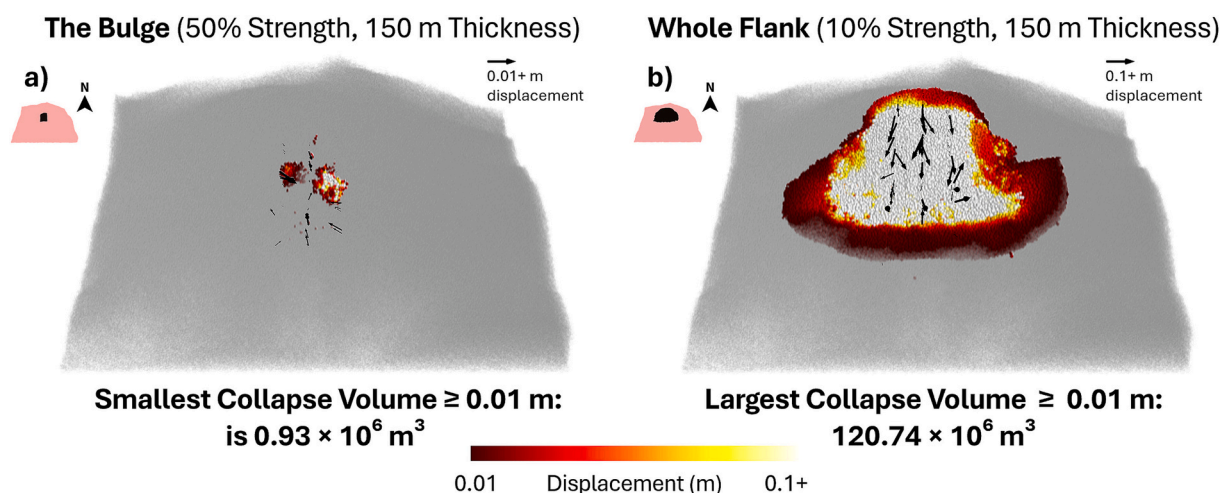 The Bulge (50% Strength, 150 m Thickness)
a)
N
0.01+ m
displacement
Smallest Collapse Volume ≥ 0.01 m:
is 0.93 × 10⁶ m³
Whole Flank (10% Strength, 150 m Thickness)
b)
N
0.1+ m
displacement
Largest Collapse Volume ≥ 0.01 m:
120.74 × 10⁶ m³
0.01 Displacement (m) 0.1+